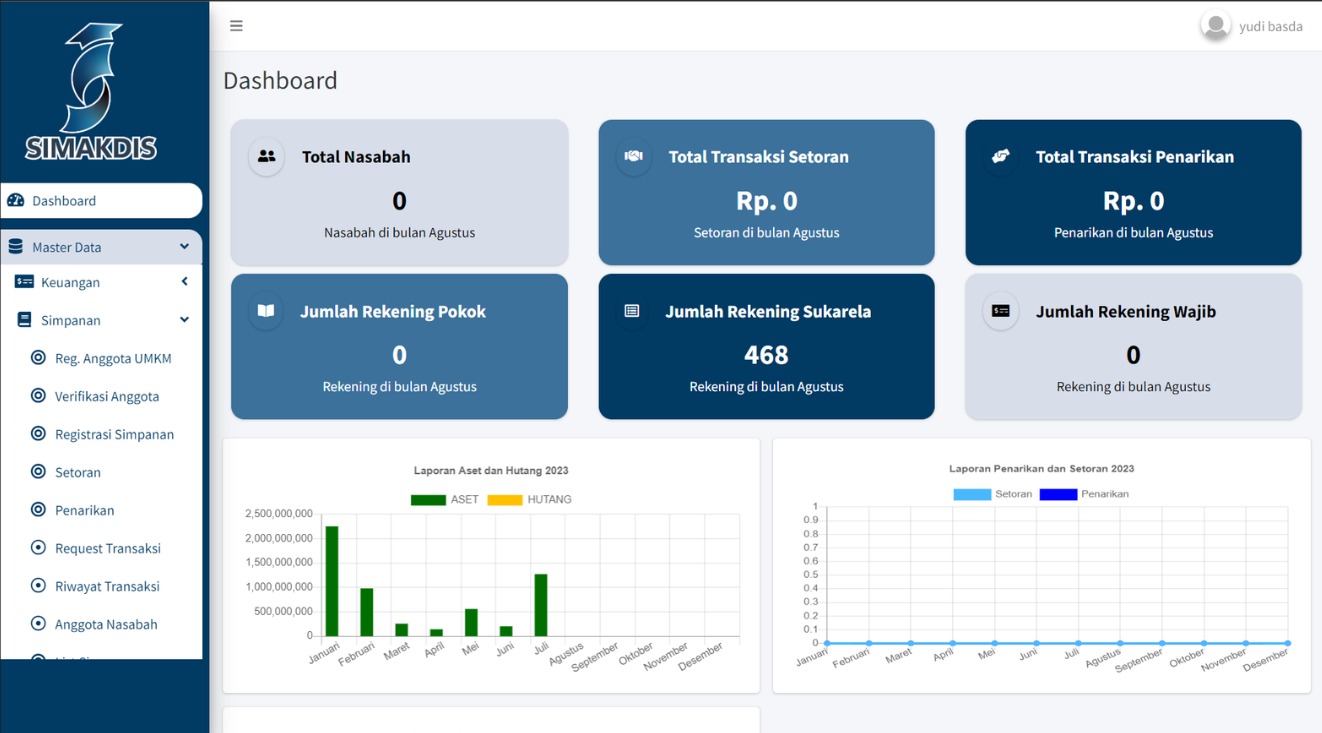 SIMAKDIS
yudi basda
Dashboard
Master Data
Keuangan
Simpanan
Reg. Anggota UMKM
Verifikasi Anggota
Registrasi Simpanan
Setoran
Penarikan
Request Transaksi
Riwayat Transaksi
Anggota Nasabah
Dashboard
Total Nasabah
0
Nasabah di bulan Agustus
Total Transaksi Setoran
Rp. 0
Setoran di bulan Agustus
Total Transaksi Penarikan
Rp. 0
Penarikan di bulan Agustus
Jumlah Rekening Pokok
0
Rekening di bulan Agustus
Jumlah Rekening Sukarela
468
Rekening di bulan Agustus
Jumlah Rekening Wajib
0
Rekening di bulan Agustus
Laporan Aset dan Hutang 2023
ASET HUTANG
2,500,000,000
2,000,000,000
1,500,000,000
1,000,000,000
500,000,000
0
Januari Februari Maret April Mei Juni Juli Agustus September Oktober November Desember
Laporan Penarikan dan Setoran 2023
Setoran Penarikan
1
0.9
0.8
0.7
0.6
0.5
0.4
0.3
0.2
0.1
0
Januari Februari Maret April Mei Juni Juli Agustus September Oktober November Desember